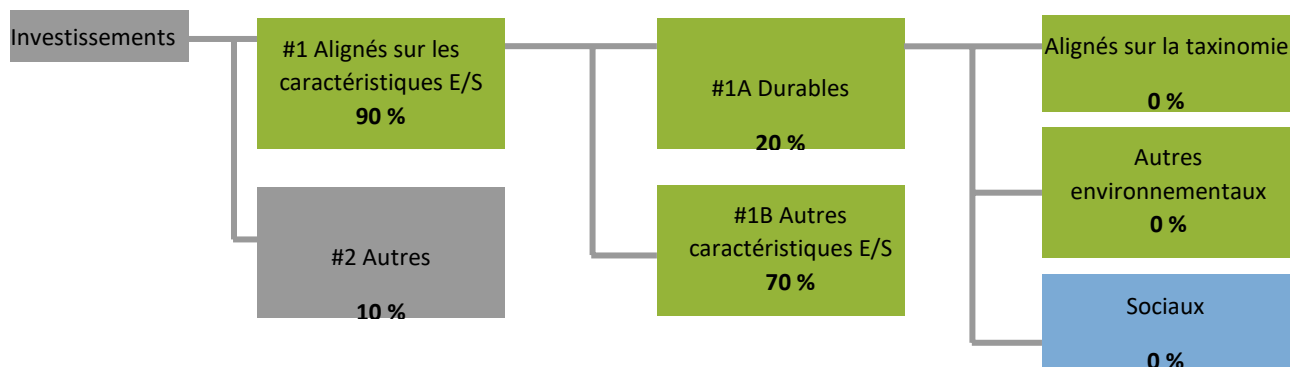 Investissements
#1 Alignés sur les
caractéristiques E/S
90 %
#2 Autres
10 %
#1A Durables
20 %
#1B Autres
caractéristiques E/S
70 %
Alignés sur la taxinomie
0 %
Autres
environnementaux
0 %
Sociaux
0 %